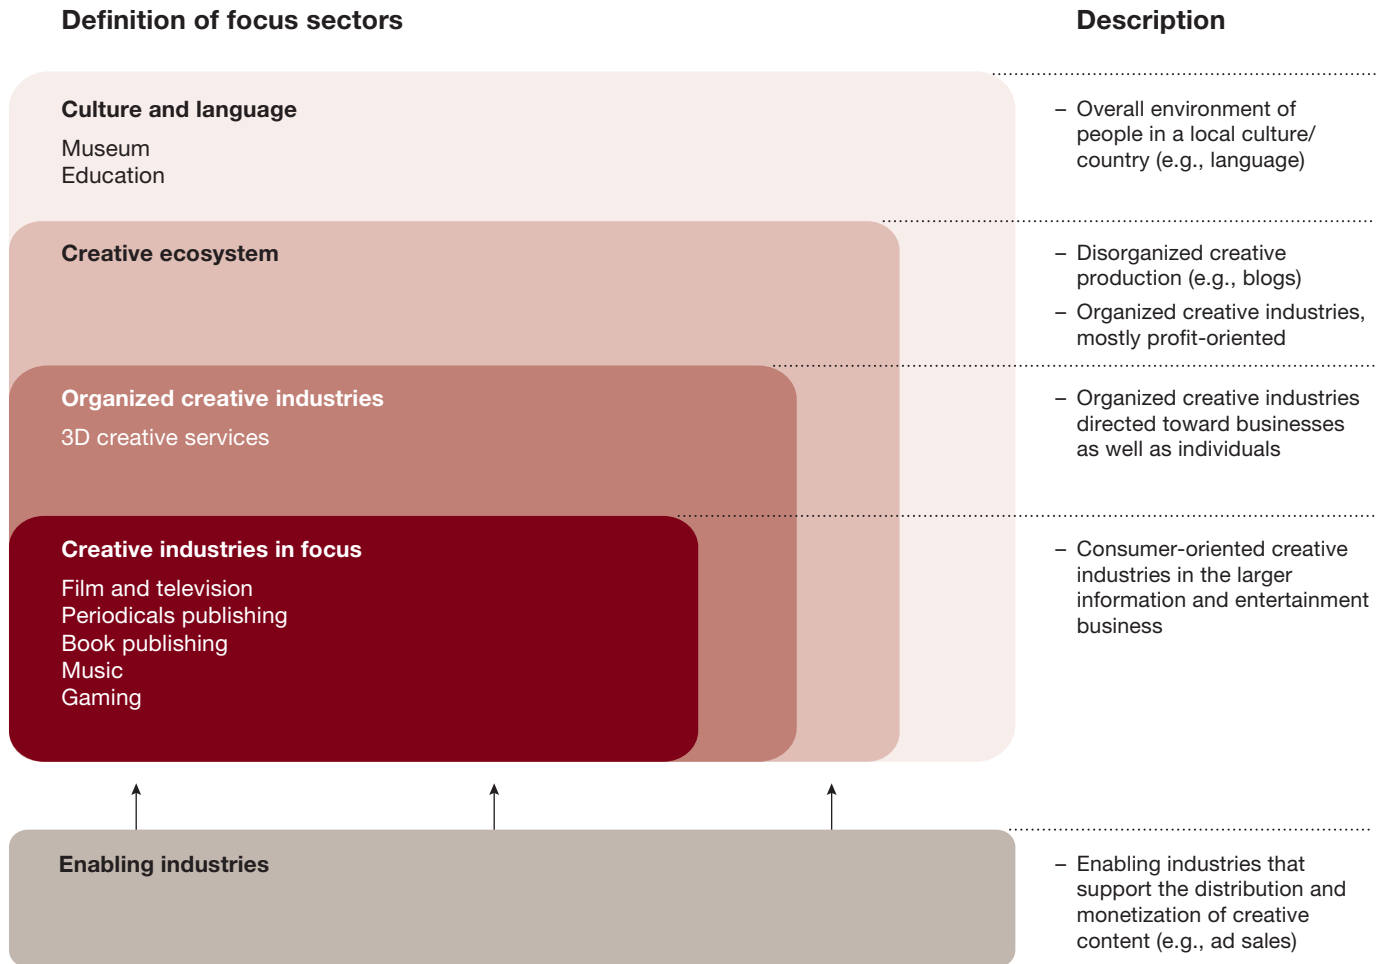 Definition of focus sectors
Description
Culture and language
Museum
Education
– Overall environment of
people in a local culture/
country (e.g., language)
Creative ecosystem
– Disorganized creative
production (e.g., blogs)
– Organized creative industries,
mostly profit-oriented
Organized creative industries
3D creative services
– Organized creative industries
directed toward businesses
as well as individuals
Creative industries in focus
Film and television
Periodicals publishing
Book publishing
Music
Gaming
– Consumer-oriented creative
industries in the larger
information and entertainment
business
Enabling industries
– Enabling industries that
support the distribution and
monetization of creative
content (e.g., ad sales)